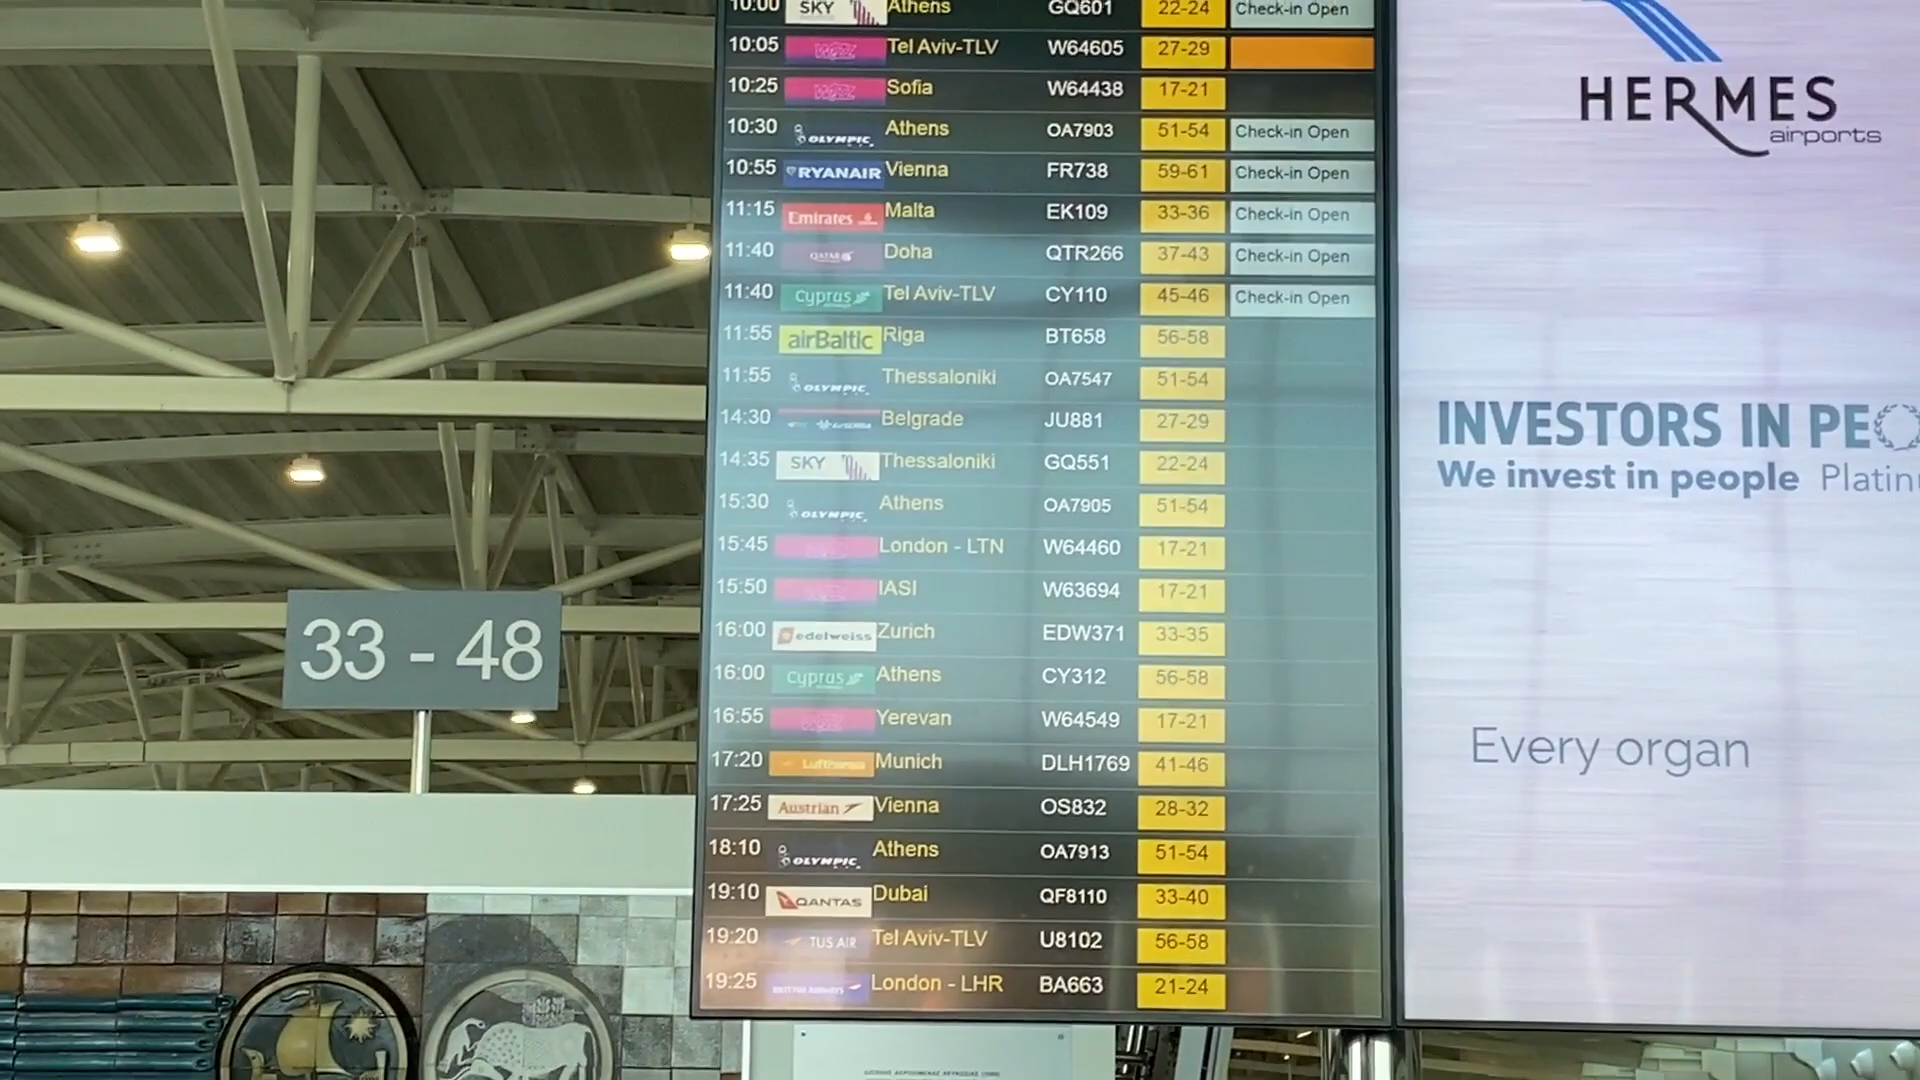 10:00 SKY Athens GQ601 22-24 Check-in Open
10:05 WIZZ Tel Aviv-TLV W64605 27-29
10:25 WIZZ Sofia W64438 17-21
10:30 OLYMPIC Athens OA7903 51-54 Check-in Open
10:55 RYANAIR Vienna FR738 59-61 Check-in Open
11:15 Emirates Malta EK109 33-36 Check-in Open
11:40 QATAR Doha QTR266 37-43 Check-in Open
11:40 Cyprus Tel Aviv-TLV CY110 45-46 Check-in Open
11:55 airBaltic Riga BT658 56-58
11:55 OLYMPIC Thessaloniki OA7547 51-54
14:30 Belgrade JU881 27-29
14:35 SKY Thessaloniki GQ551 22-24
15:30 OLYMPIC Athens OA7905 51-54
15:45 London - LTN W64460 17-21
15:50 IASI W63694 17-21
16:00 edelweiss Zurich EDW371 33-35
16:00 Cyprus Athens CY312 56-58
16:55 WIZZ Yerevan W64549 17-21
17:20 Lufthansa Munich DLH1769 41-46
17:25 Austrian Vienna OS832 28-32
18:10 OLYMPIC Athens OA7913 51-54
19:10 QANTAS Dubai QF8110 33-40
19:20 TUS AIR Tel Aviv-TLV U8102 56-58
19:25 BRITISH AIRWAYS London - LHR BA663 21-24
33 - 48
HERMES
airports
INVESTORS IN PEO
We invest in people Platin
Every organ